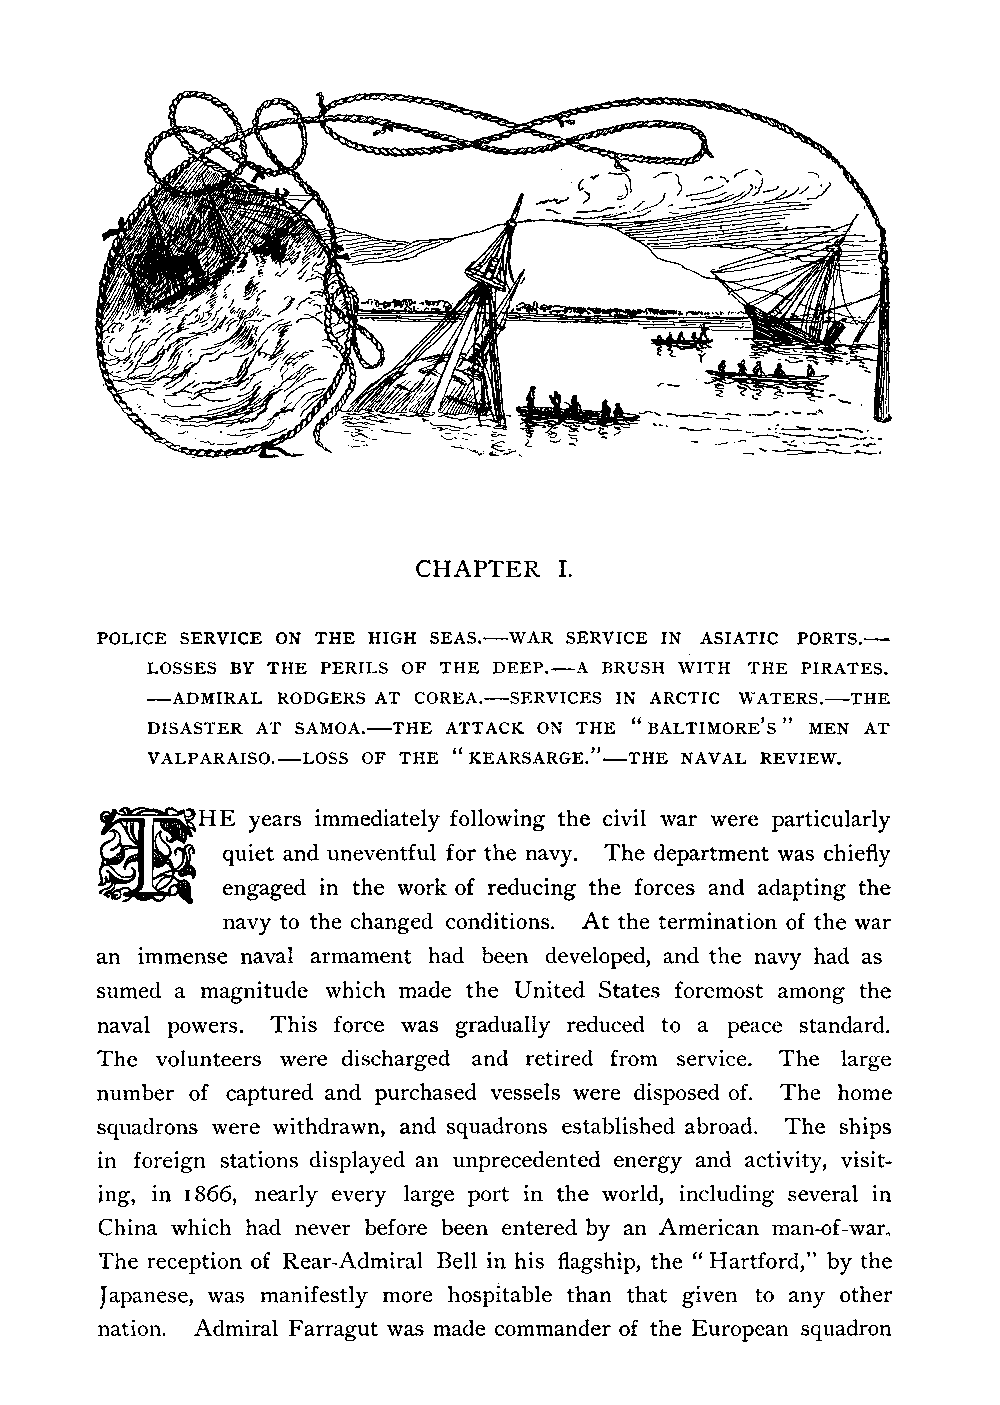 CHAPTER I.
POLICE SERVICE ON THE HIGH SEAS.—WAR SERVICE IN ASIATIC PORTS.—
LOSSES BY THE PERILS OF THE DEEP.—A BRUSH WITH THE PIRATES.
—ADMIRAL RODGERS AT COREA.—SERVICES IN ARCTIC WATERS.—THE
DISASTER AT SAMOA.—THE ATTACK ON THE "BALTIMORE'S" MEN AT
VALPARAISO.—LOSS OF THE "KEARSARGE."—THE NAVAL REVIEW.
THE years immediately following the civil war were particularly
quiet and uneventful for the navy. The department was chiefly
engaged in the work of reducing the forces and adapting the
navy to the changed conditions. At the termination of the war
an immense naval armament had been developed, and the navy had as
sumed a magnitude which made the United States foremost among the
naval powers. This force was gradually reduced to a peace standard.
The volunteers were discharged and retired from service. The large
number of captured and purchased vessels were disposed of. The home
squadrons were withdrawn, and squadrons established abroad. The ships
in foreign stations displayed an unprecedented energy and activity, visit-
ing, in 1866, nearly every large port in the world, including several in
China which had never before been entered by an American man-of-war.
The reception of Rear-Admiral Bell in his flagship, the "Hartford," by the
Japanese, was manifestly more hospitable than that given to any other
nation. Admiral Farragut was made commander of the European squadron